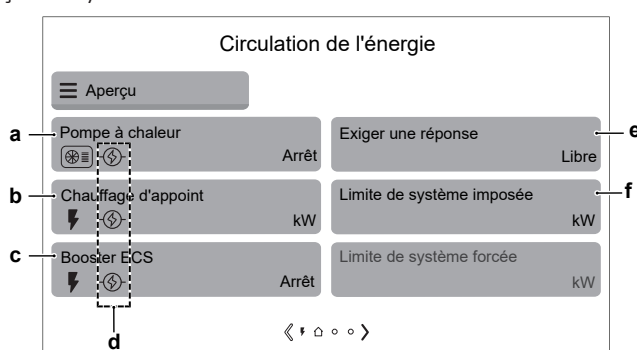 Circulation de l'énergie
Aperçu
a
Pompe à chaleur
Arrêt
Exiger une réponse
Libre
e
b
Chauffage d'appoint
kW
Limite de système imposée
kW
f
c
Booster ECS
Arrêt
Limite de système forcée
kW
d